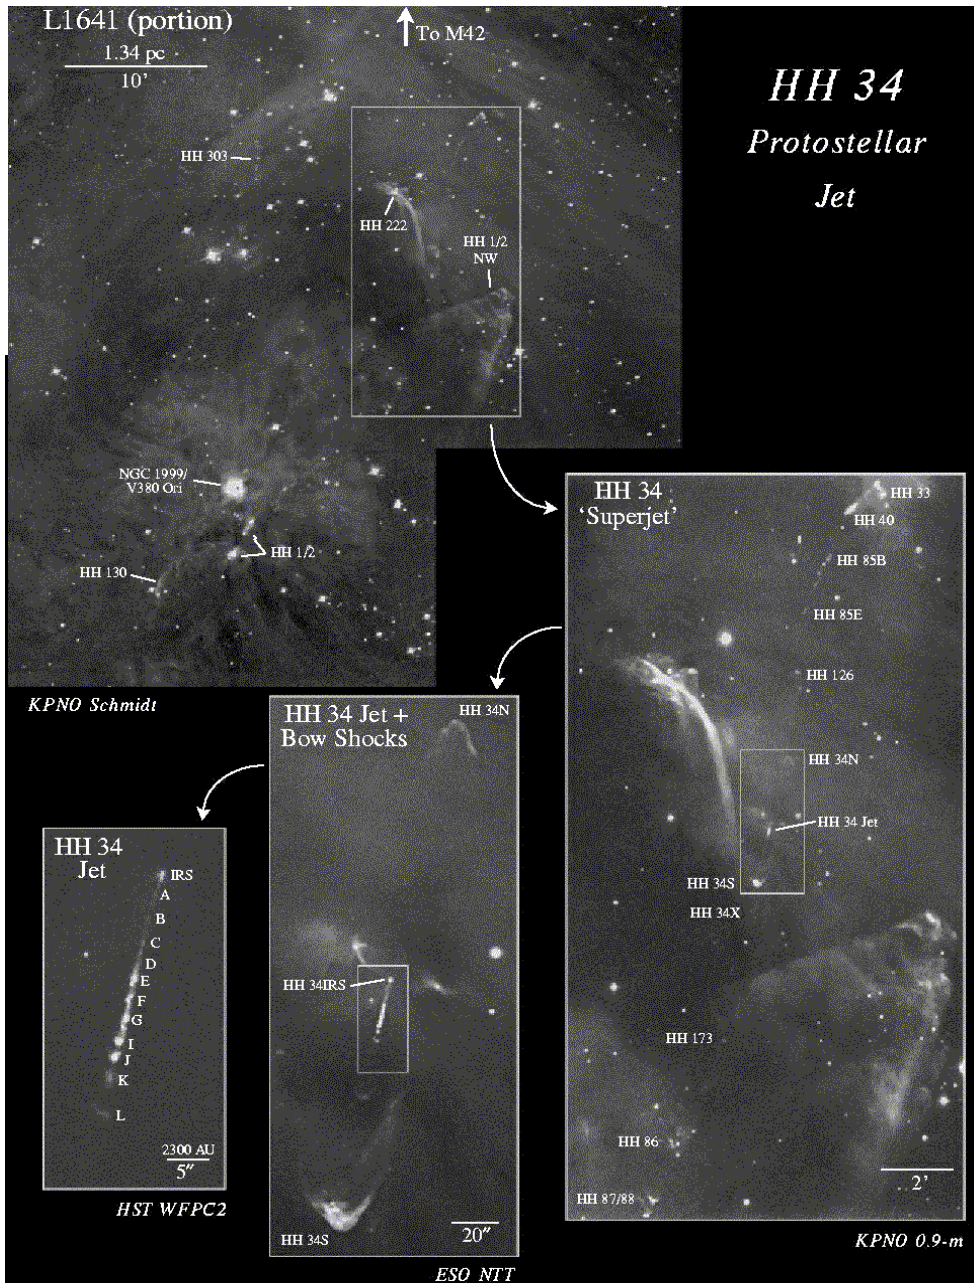 L1641 (portion)
1.34 pc
10'
To M42
HH 34
Protostellar
Jet
HH 303
HH 222
HH 1/2
NW
NGC 1999/
V380 Ori
HH 1/2
HH 130
KPNO Schmidt
HH 34
'Superjet'
HH 33
HH 40
HH 85B
HH 85E
HH 126
HH 34N
HH 34 Jet
HH 34S
HH 34X
HH 173
HH 86
HH 87/88
2'
KPNO 0.9-m
HH 34 Jet +
Bow Shocks
HH 34N
HH 34IRS
HH 34S
20"
ESO NTT
HH 34
Jet
IRS
A
B
C
D
E
F
G
I
J
K
L
2300 AU
5"
HST WFPC2